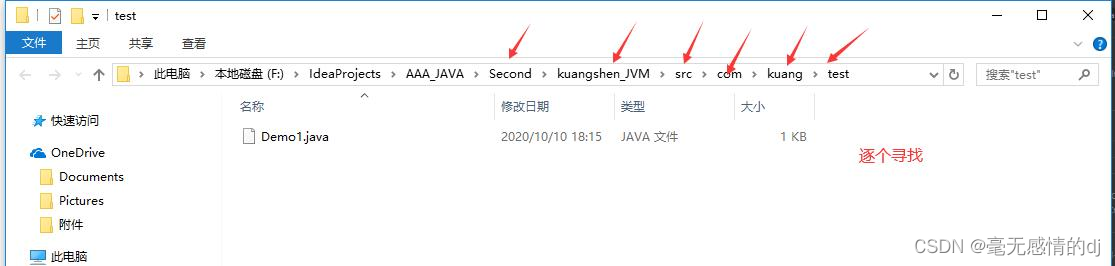 test
文件 主页 共享 查看
此电脑 本地磁盘 (F:) IdeaProjects AAA_JAVA Second kuangshen_JVM src com kuang test 搜索"test"
名称 修改日期 类型 大小
快速访问
Demo1.java 2020/10/10 18:15 JAVA 文件 1 KB
逐个寻找
OneDrive
Documents
Pictures
附件
此电脑
CSDN @毫无感情的dj